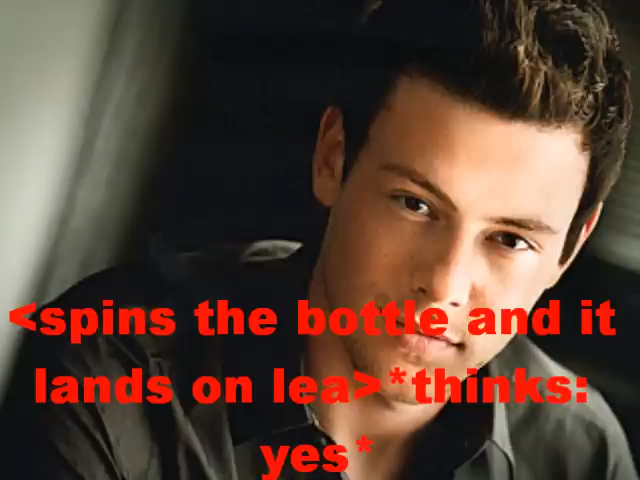 <spins the bottle and it
lands on lea>*thinks:
yes*